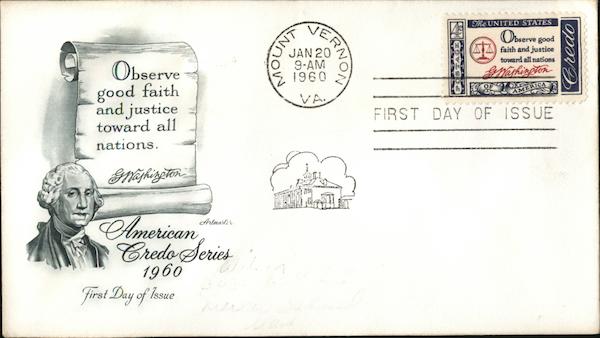 Observe
good faith
and justice
toward all
nations.
G Washington
Artmaster
American
Credo Series
1960
First Day of Issue
MOUNT VERNON
JAN 20
9-AM
1960
VA.
The UNITED STATES
Observe good
faith and justice
toward all nations
G Washington
OF AMERICA
Credo
FIRST DAY OF ISSUE